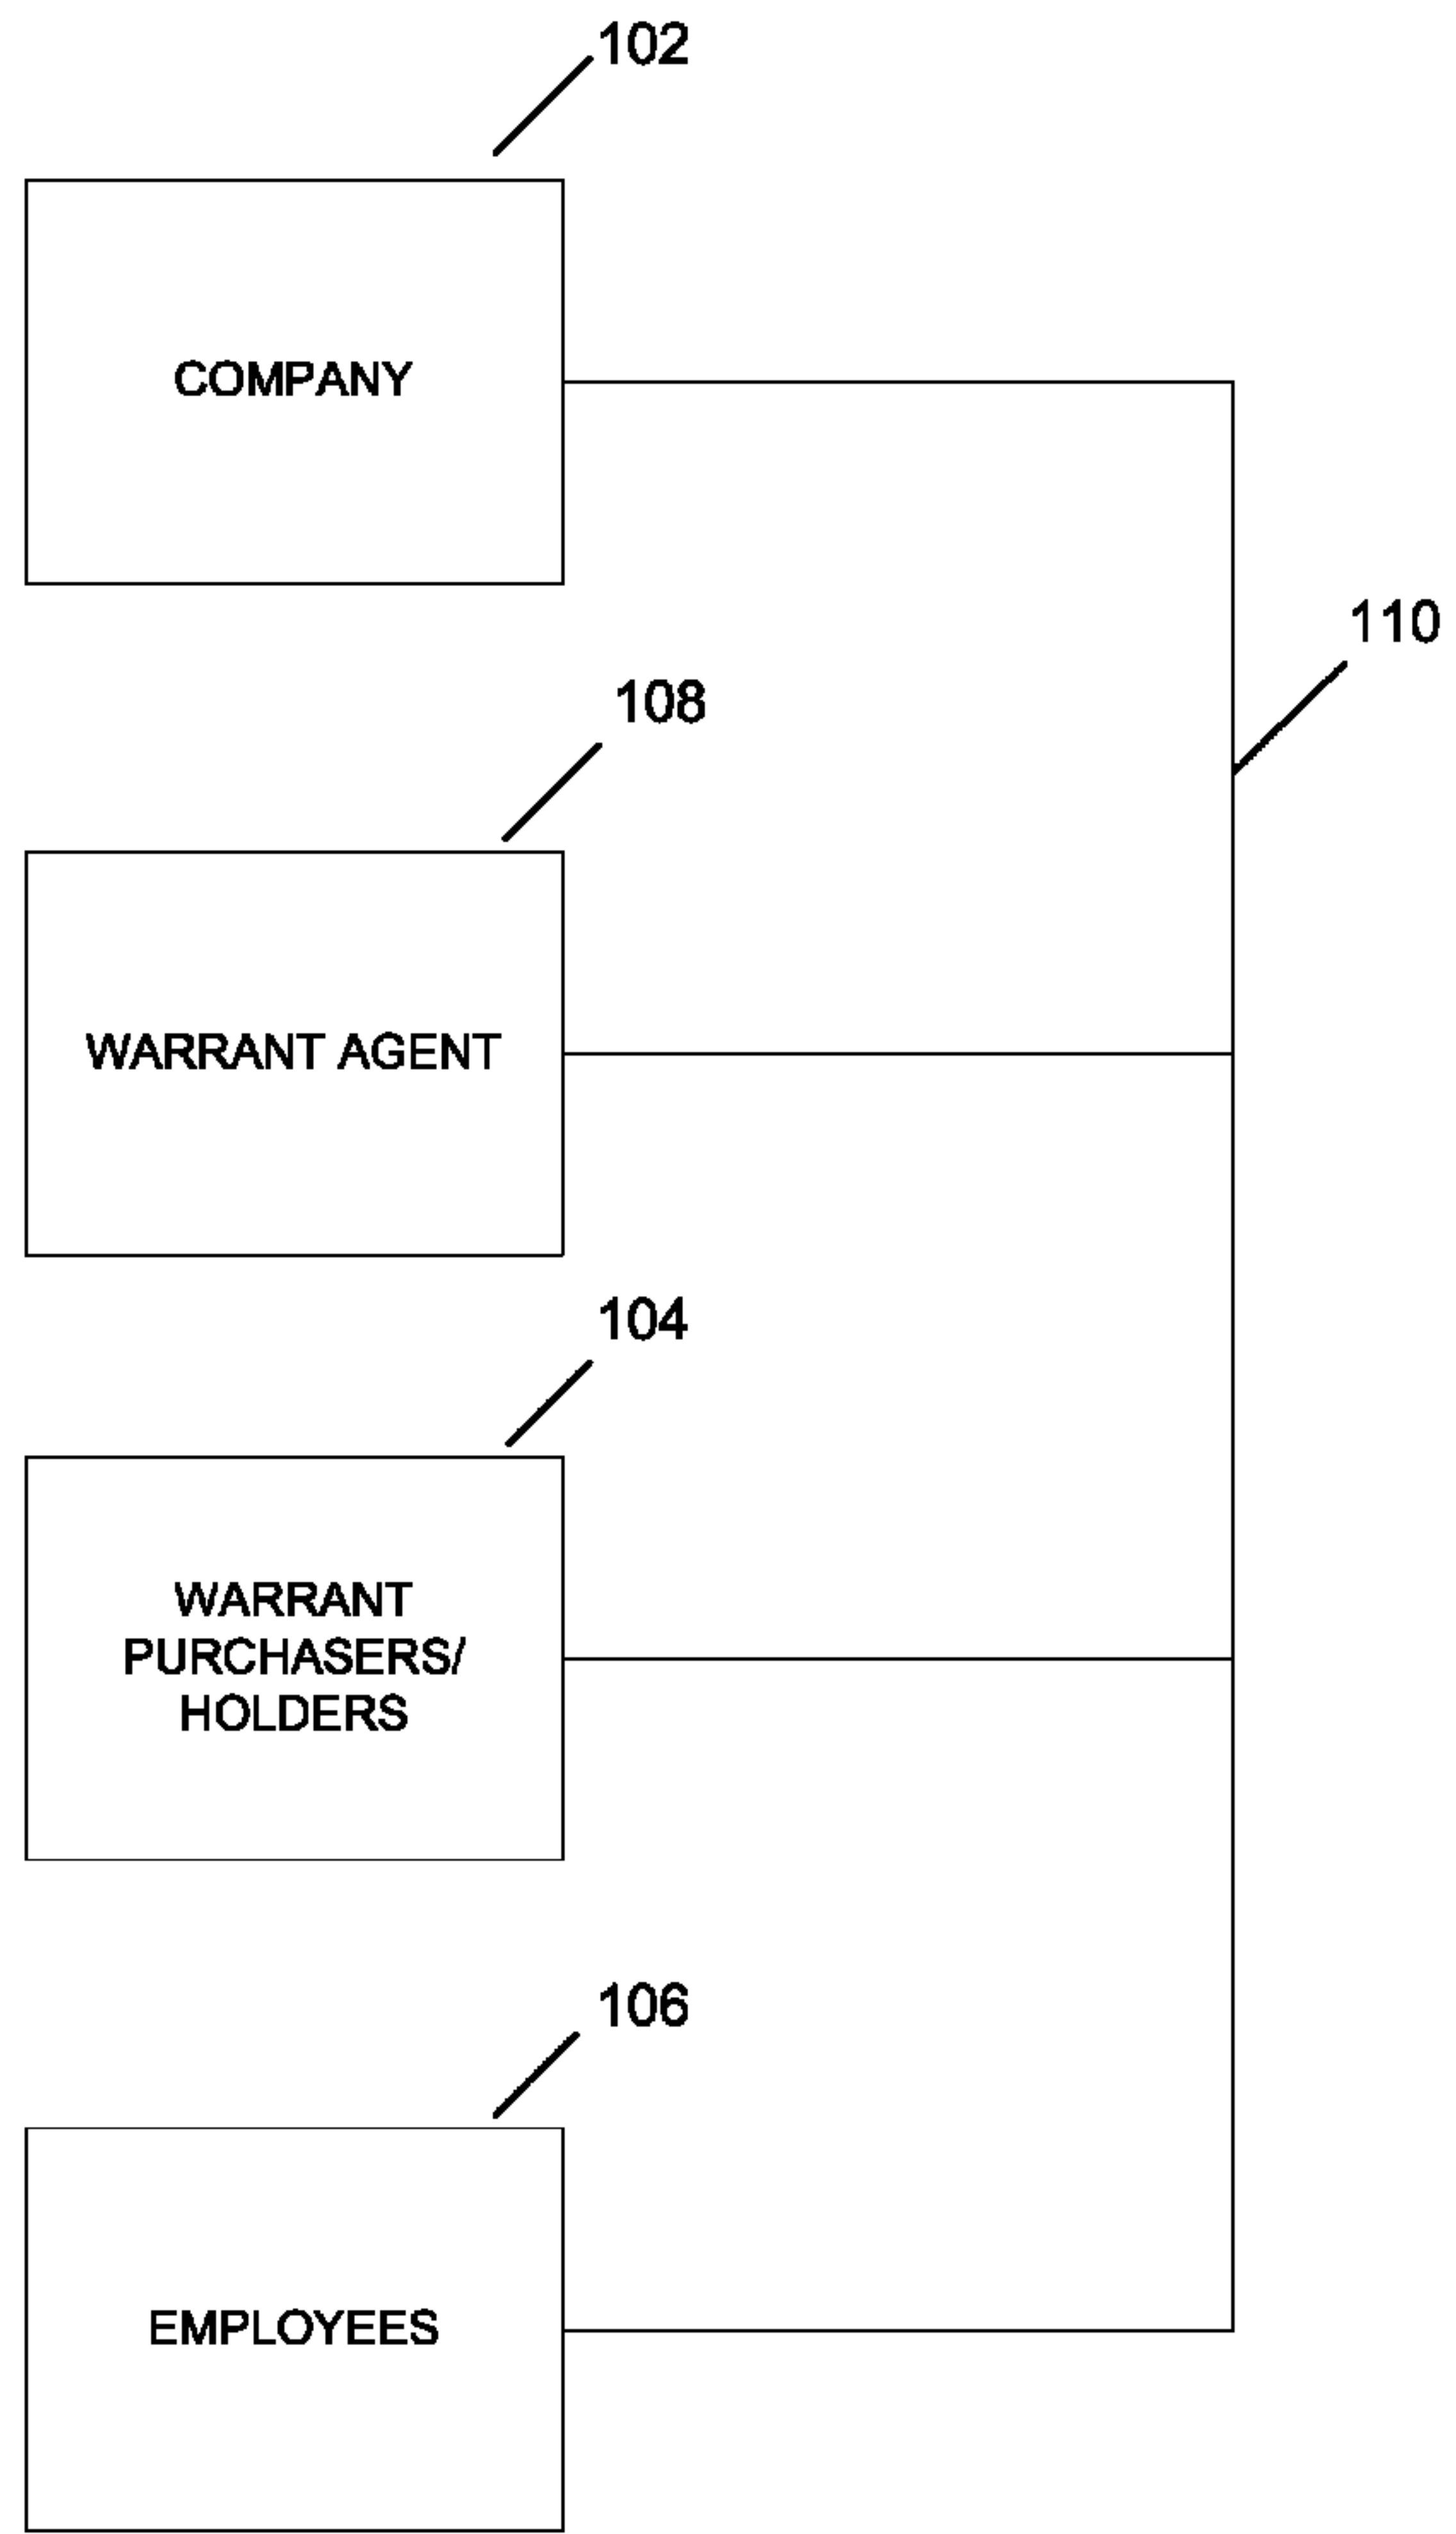 102
COMPANY
110
108
WARRANT AGENT
104
WARRANT
PURCHASERS/
HOLDERS
106
EMPLOYEES